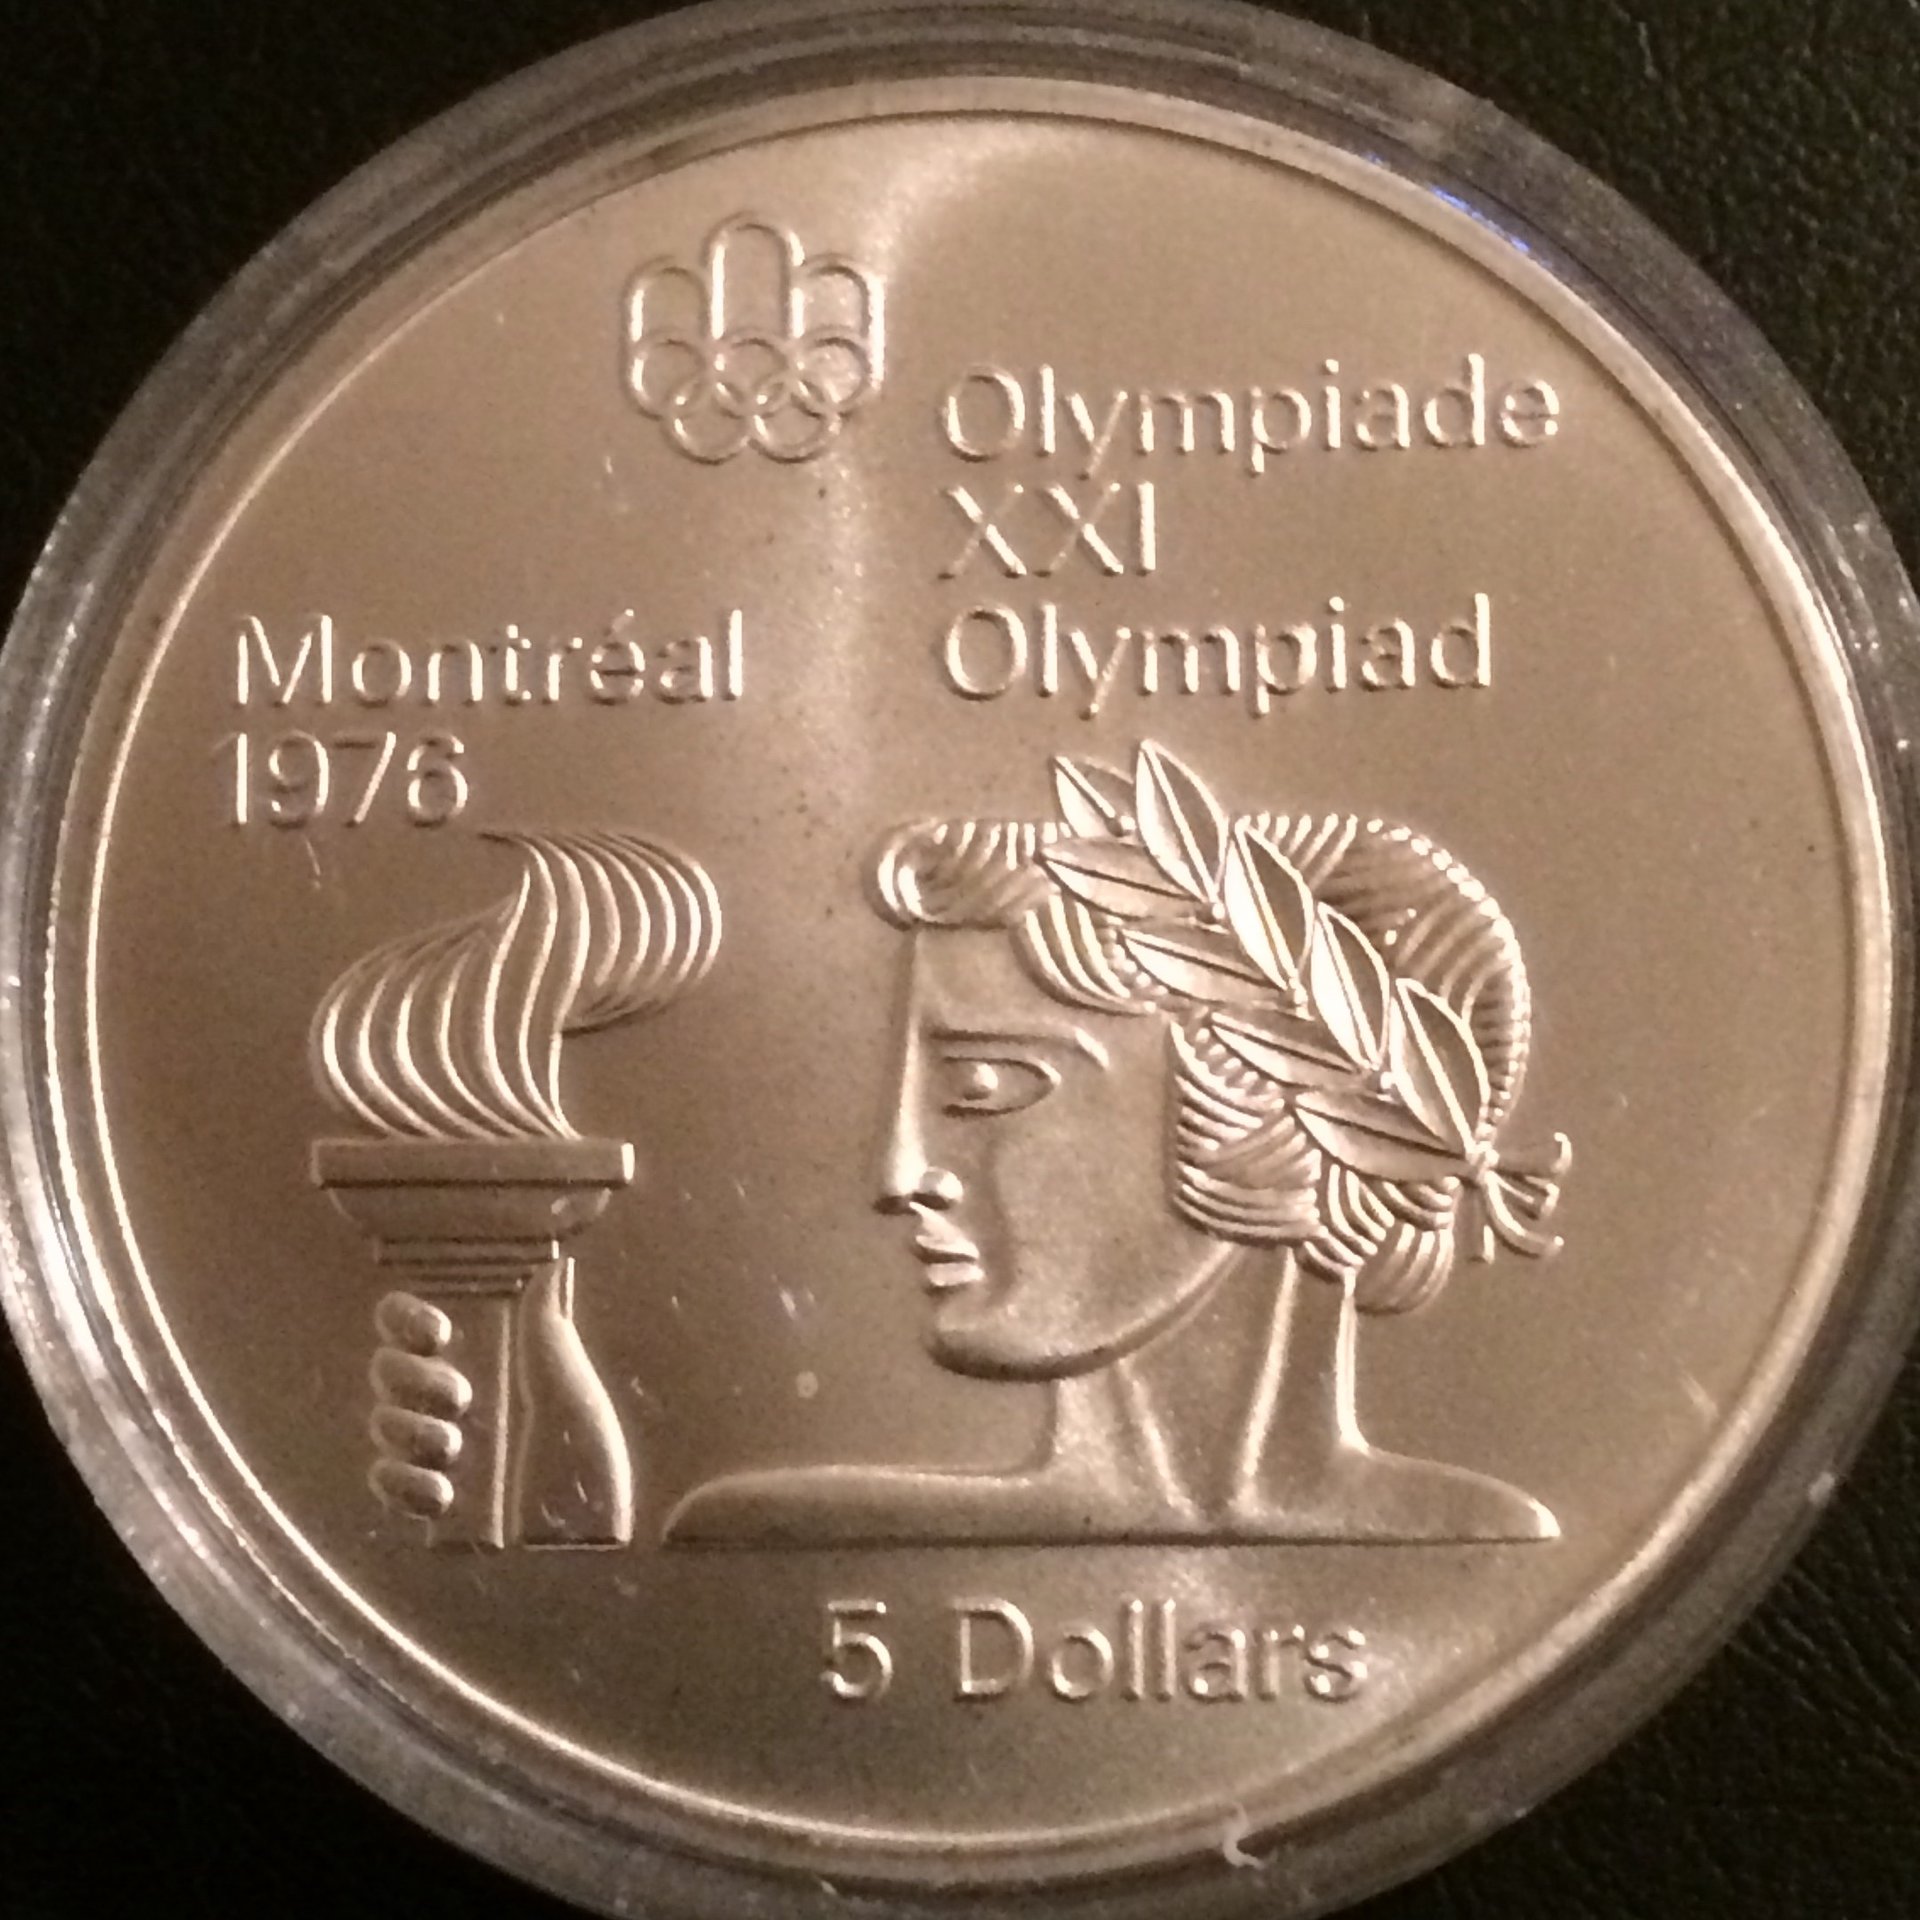 Olympiade
XXI
Olympiad
Montréal
1976
5 Dollars